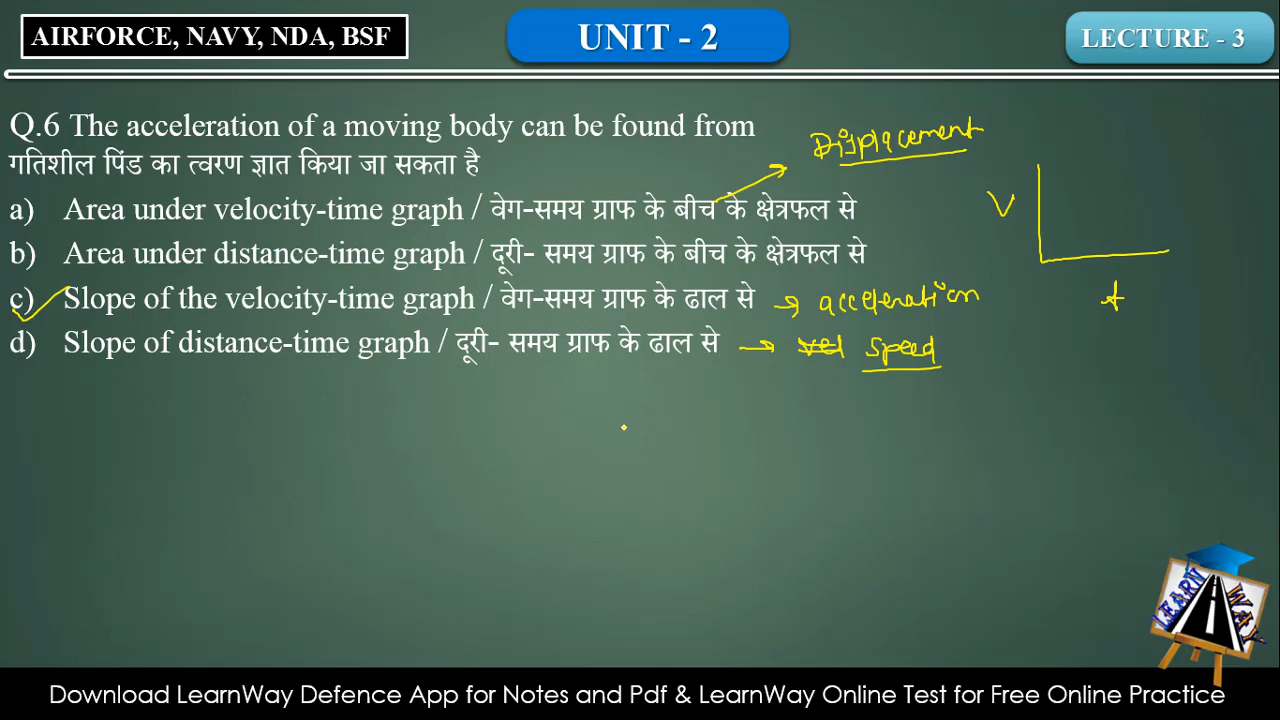 AIRFORCE, NAVY, NDA, BSF
UNIT - 2
LECTURE - 3
Q.6 The acceleration of a moving body can be found from
Displacement
गतिशील पिंड का त्वरण ज्ञात किया जा सकता है
a) Area under velocity-time graph / वेग-समय ग्राफ के बीच के क्षेत्रफल से
V
b) Area under distance-time graph / दूरी- समय ग्राफ के बीच के क्षेत्रफल से
c) Slope of the velocity-time graph / वेग-समय ग्राफ के ढाल से → acceleration
t
d) Slope of distance-time graph / दूरी- समय ग्राफ के ढाल से → vel speed
LEARN WAY
Download LearnWay Defence App for Notes and Pdf & LearnWay Online Test for Free Online Practice